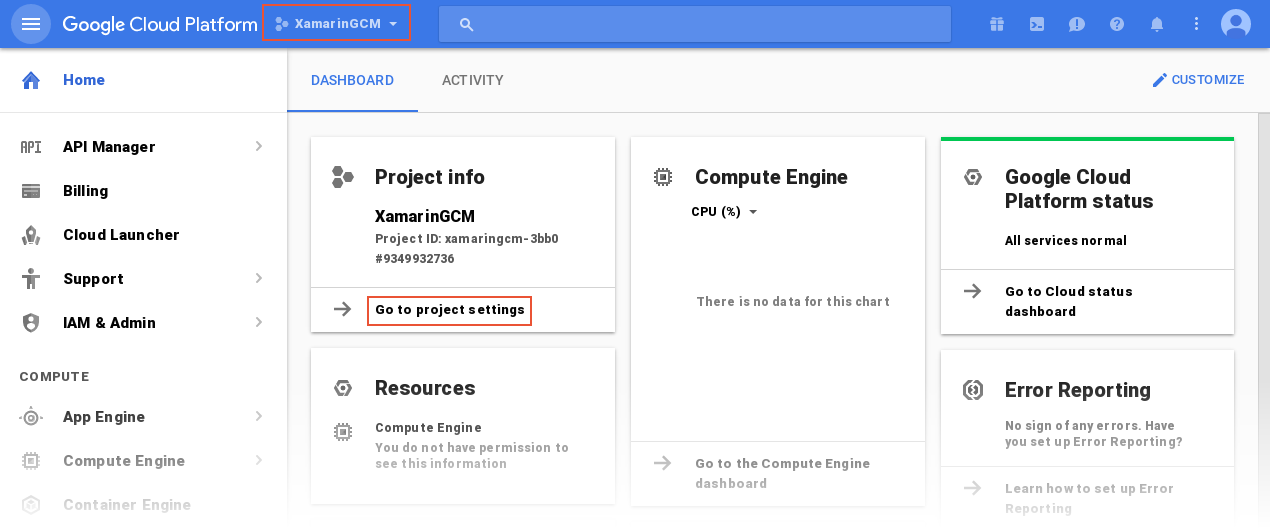 Google Cloud Platform
XamarinGCM
Home
DASHBOARD
ACTIVITY
CUSTOMIZE
API
API Manager
Billing
Cloud Launcher
Support
IAM & Admin
COMPUTE
App Engine
Compute Engine
Container Engine
Project info
XamarinGCM
Project ID: xamaringcm-3bb0
#9349932736
Go to project settings
Resources
Compute Engine
You do not have permission to
see this information
Compute Engine
CPU (%)
There is no data for this chart
Go to the Compute Engine
dashboard
Google Cloud
Platform status
All services normal
Go to Cloud status
dashboard
Error Reporting
No sign of any errors. Have
you set up Error Reporting?
Learn how to set up Error
Reporting